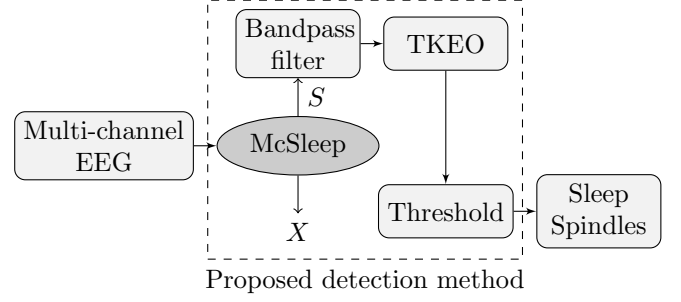 Bandpass
filter
TKEO
S
Multi-channel
EEG
McSleep
X
Threshold
Sleep
Spindles
Proposed detection method